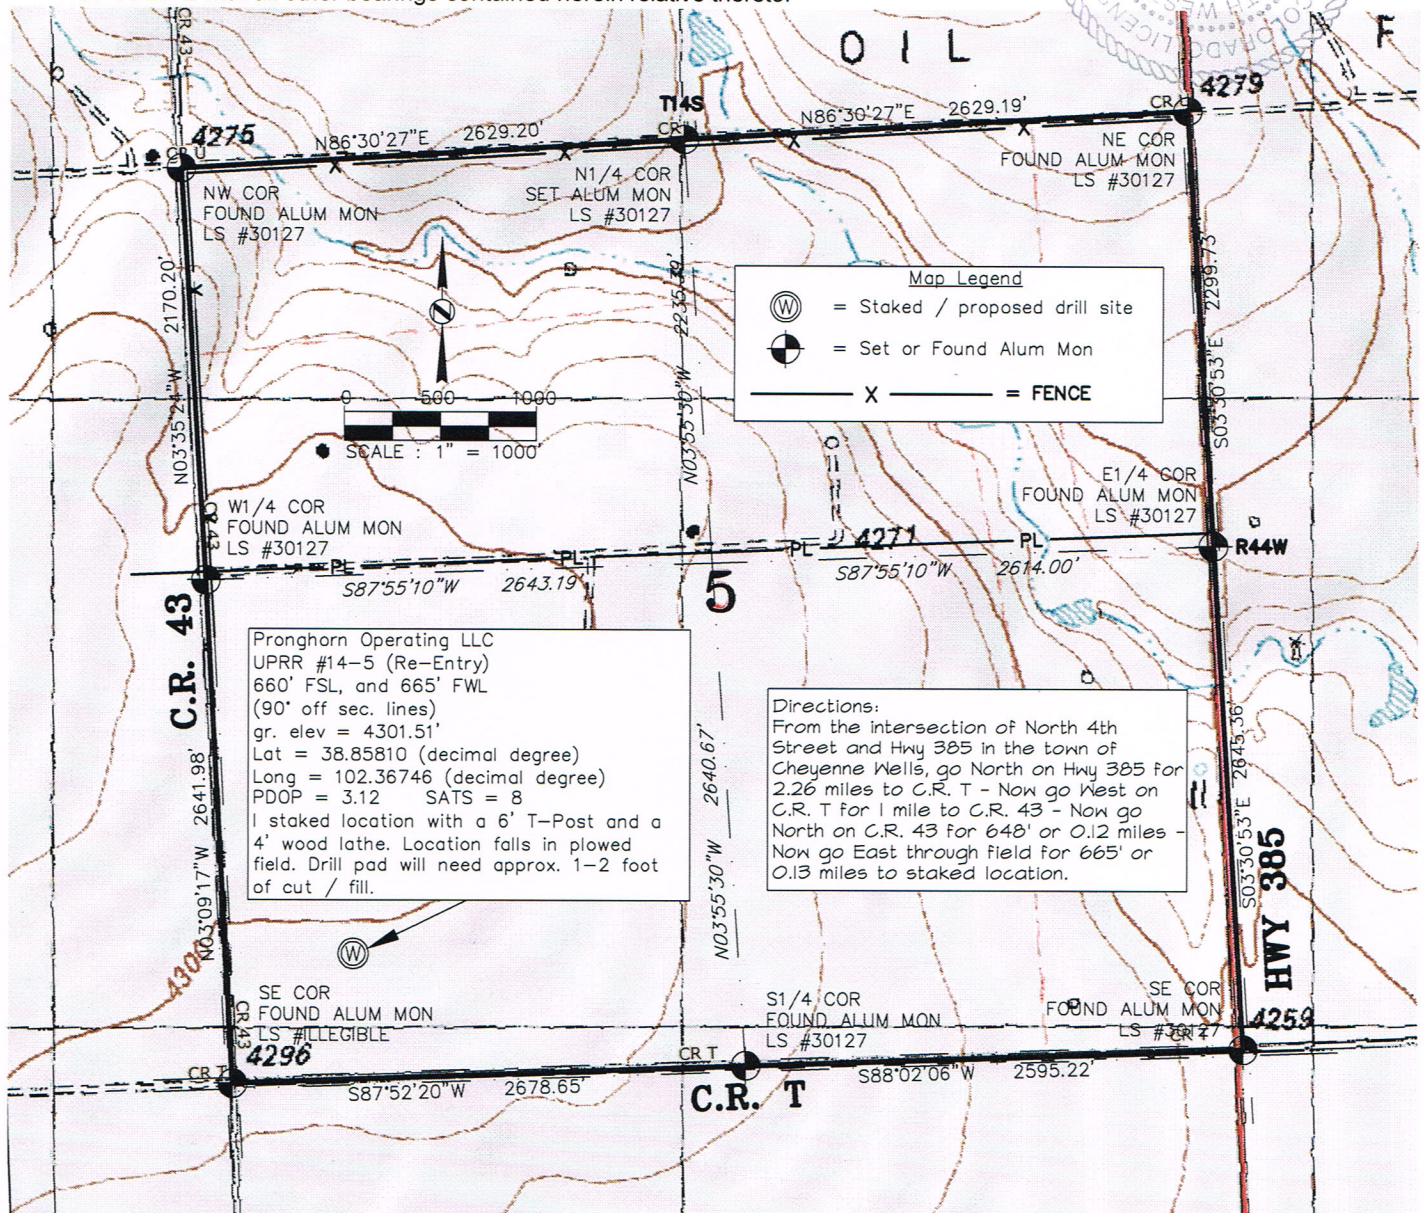 O I L
F
CR 43
T14S
4279
CR U
4275
CR U
N86°30'27"E 2629.20'
CR
N86°30'27"E 2629.19'
NE COR
FOUND ALUM MON
LS #30127
N1/4 COR
SET ALUM MON
LS #30127
NW COR
FOUND ALUM MON
LS #30127
X
X
X
X
X
N03°35'24"W 2170.20'
N03°55'30"W 2235.39'
S03°30'53"E 2299.73'
Map Legend
W = Staked / proposed drill site
= Set or Found Alum Mon
X = FENCE
0 500 1000
SCALE : 1" = 1000'
W1/4 COR
FOUND ALUM MON
LS #30127
CR 43
E1/4 COR
FOUND ALUM MON
LS #30127
R44W
PL PL PL 4271 PL
S87°55'10"W 2643.19'
S87°55'10"W 2614.00'
5
C.R. 43
Pronghorn Operating LLC
UPRR #14-5 (Re-Entry)
660' FSL, and 665' FWL
(90° off sec. lines)
gr. elev = 4301.51'
Lat = 38.85810 (decimal degree)
Long = 102.36746 (decimal degree)
PDOP = 3.12 SATS = 8
I staked location with a 6' T-Post and a
4' wood lathe. Location falls in plowed
field. Drill pad will need approx. 1-2 foot
of cut / fill.
Directions:
From the intersection of North 4th
Street and Hwy 385 in the town of
Cheyenne Wells, go North on Hwy 385 for
2.26 miles to C.R. T - Now go West on
C.R. T for 1 mile to C.R. 43 - Now go
North on C.R. 43 for 648' or 0.12 miles -
Now go East through field for 665' or
0.13 miles to staked location.
N03°09'17"W 2641.98'
N03°55'30"W 2640.67'
S03°30'53"E 2645.36'
HWY 385
W
4300
CR 43
SE COR
FOUND ALUM MON
LS #ILLEGIBLE
4296
S1/4 COR
FOUND ALUM MON
LS #30127
SE COR
FOUND ALUM MON
LS #30127
4259
CR T
CR T
CR T
S87°52'20"W 2678.65'
C.R. T
S88°02'06"W 2595.22'